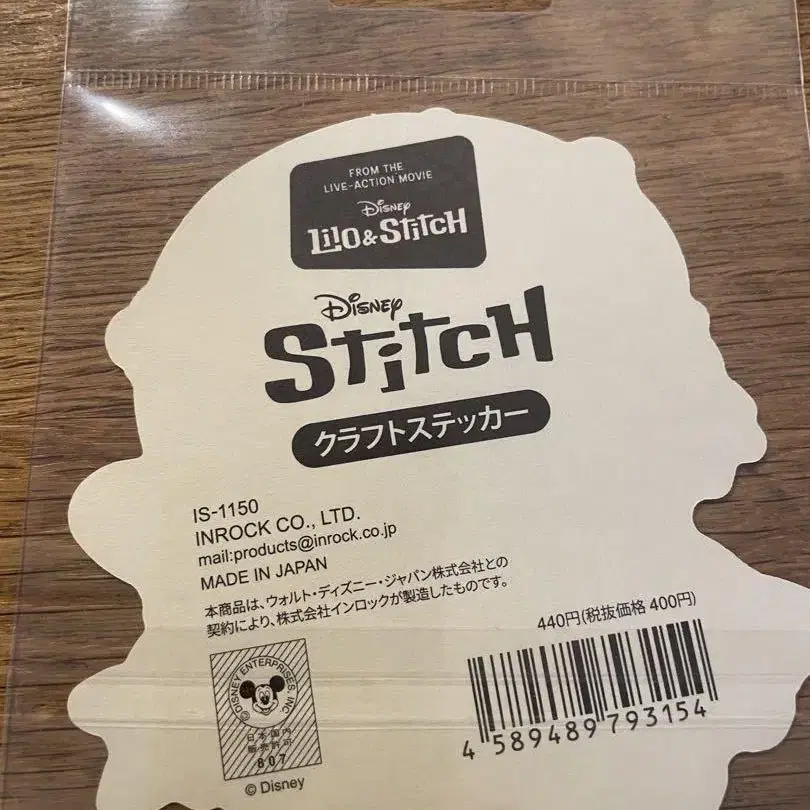 FROM THE
LIVE-ACTION MOVIE
Disney
Lilo & Stitch
Disney
Stitch
クラフトステッカー
IS-1150
INROCK CO., LTD.
mail:products@inrock.co.jp
MADE IN JAPAN
本商品は、ウォルト・ディズニー・ジャパン株式会社との
契約により、株式会社インロックが製造したものです。
440円(税抜価格 400円)
© DISNEY ENTERPRISES, INC.
日本国内
販売許可
807
© Disney
4 589489 793154